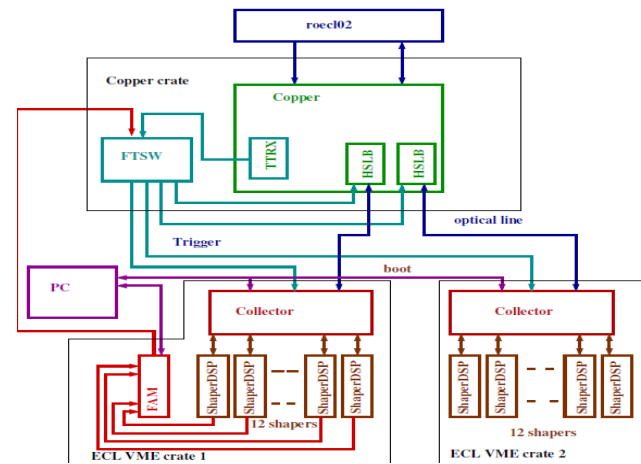 roecl02
Copper crate
Copper
FTSW
TTRX
HSLB
HSLB
optical line
Trigger
boot
PC
Collector
Collector
FAM
ShaperDSP
ShaperDSP
ShaperDSP
ShaperDSP
ShaperDSP
ShaperDSP
ShaperDSP
ShaperDSP
12 shapers
12 shapers
ECL VME crate 1
ECL VME crate 2